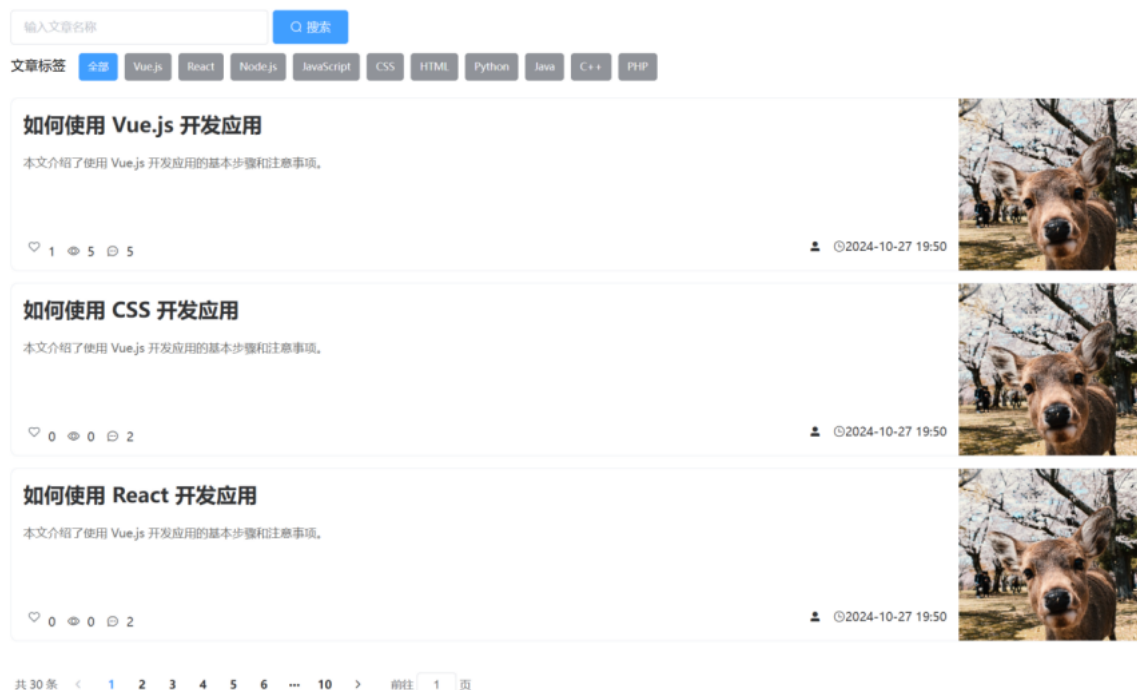 输入文章名称 搜索
文章标签 全部 Vue.js React Node.js JavaScript CSS HTML Python Java C++ PHP
如何使用 Vue.js 开发应用
本文介绍了使用 Vue.js 开发应用的基本步骤和注意事项。
1 5 5 2024-10-27 19:50
如何使用 CSS 开发应用
本文介绍了使用 Vue.js 开发应用的基本步骤和注意事项。
0 0 2 2024-10-27 19:50
如何使用 React 开发应用
本文介绍了使用 Vue.js 开发应用的基本步骤和注意事项。
0 0 2 2024-10-27 19:50
共 30 条 < 1 2 3 4 5 6 ··· 10 > 前往 1 页